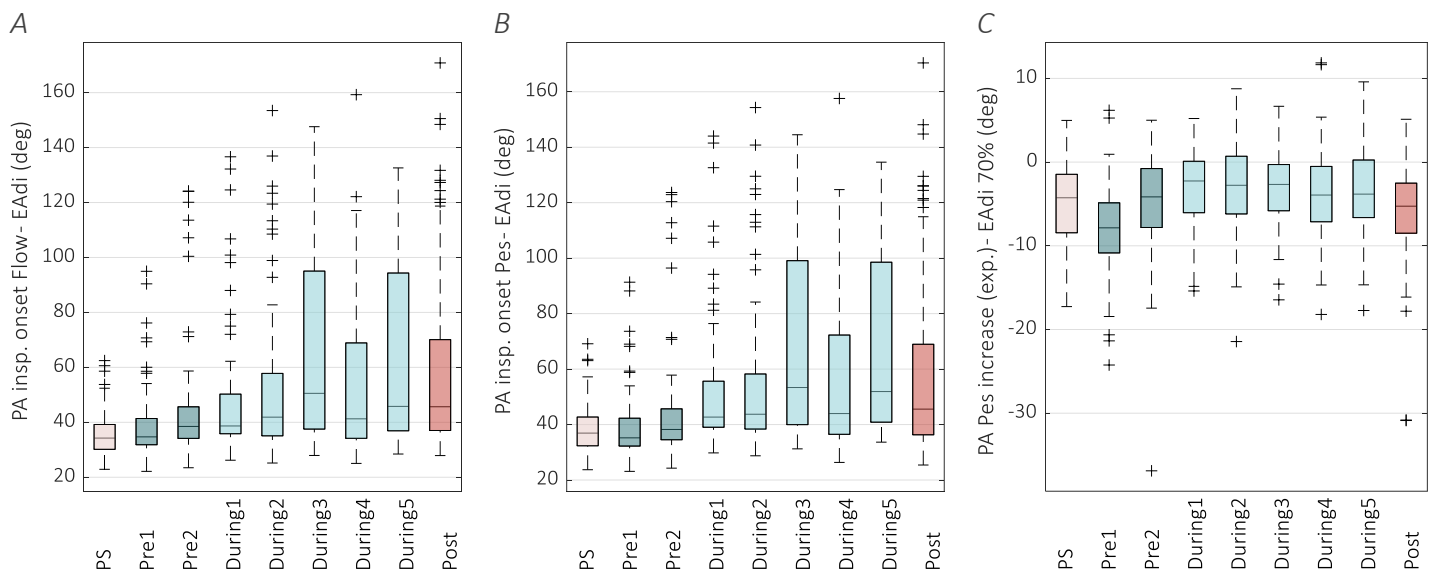 A
B
C
PA insp. onset Flow- EAdi (deg)
160
140
120
100
80
60
40
20
PS
Pre1
Pre2
During1
During2
During3
During4
During5
Post
PA insp. onset Pes- EAdi (deg)
160
140
120
100
80
60
40
20
PS
Pre1
Pre2
During1
During2
During3
During4
During5
Post
PA Pes increase (exp.)- EAdi 70% (deg)
10
0
-10
-20
-30
PS
Pre1
Pre2
During1
During2
During3
During4
During5
Post